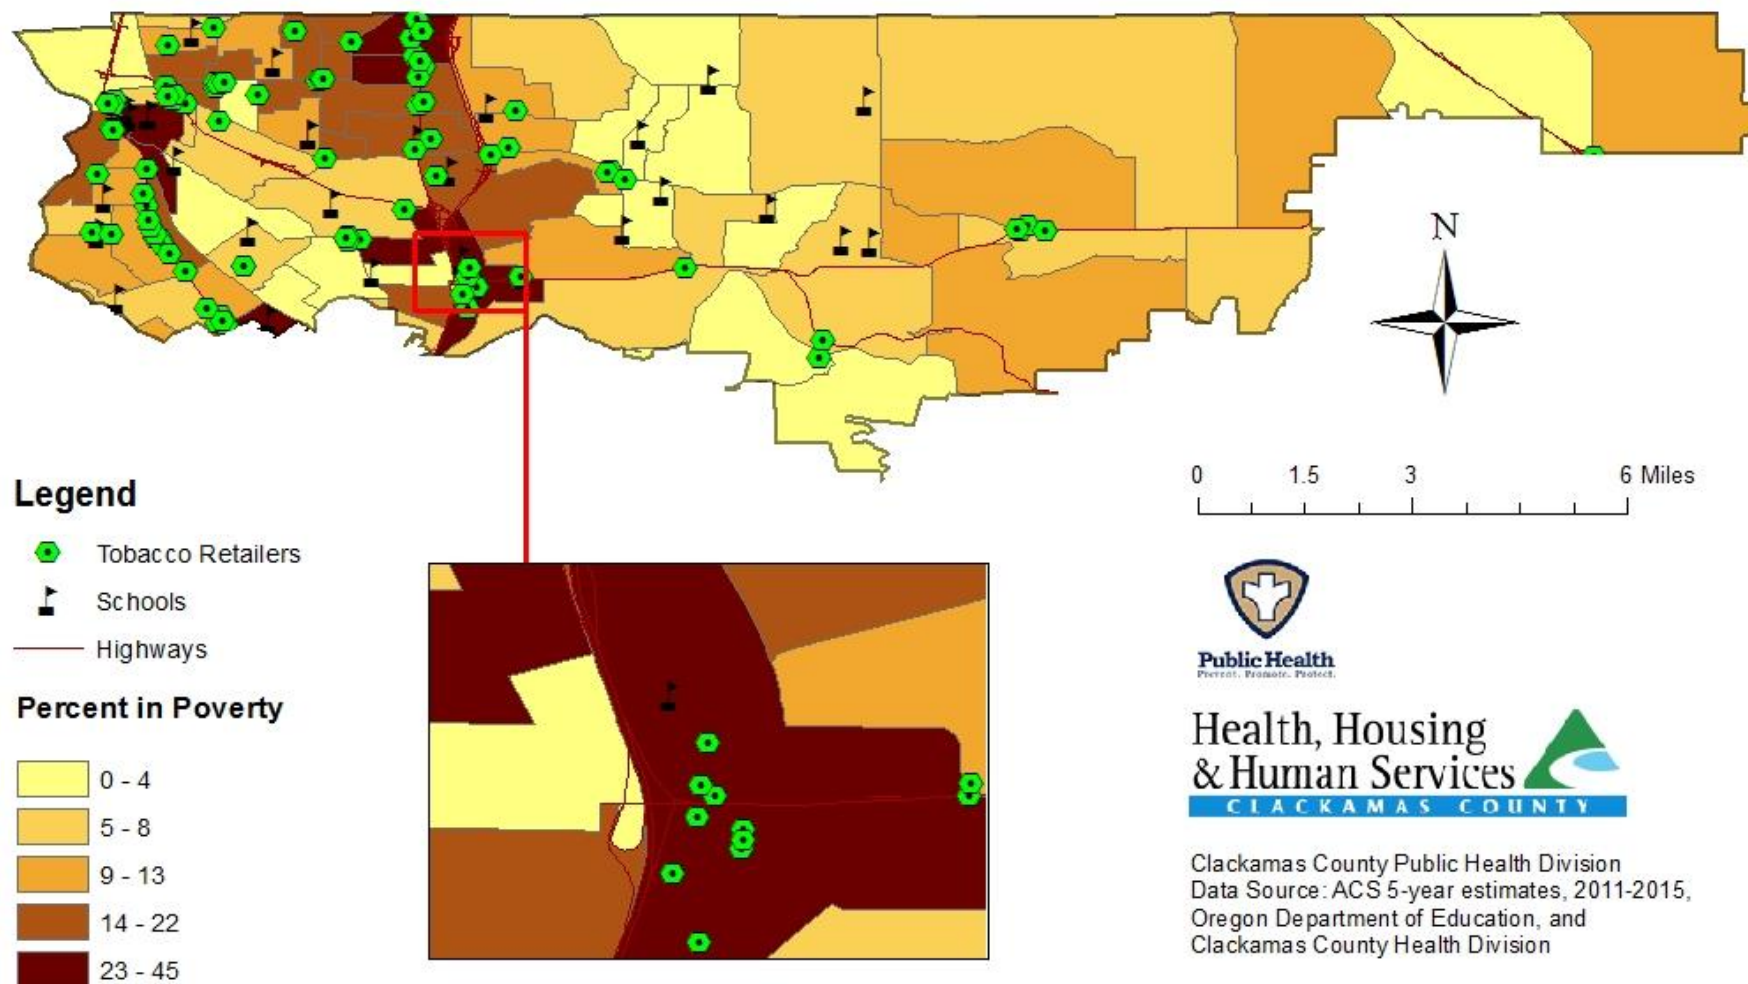 N
0 1.5 3 6 Miles
Legend
Tobacco Retailers
Schools
Highways
Percent in Poverty
0 - 4
5 - 8
9 - 13
14 - 22
23 - 45
Public Health
Prevent. Promote. Protect.
Health, Housing
& Human Services
CLACKAMAS COUNTY
Clackamas County Public Health Division
Data Source: ACS 5-year estimates, 2011-2015,
Oregon Department of Education, and
Clackamas County Health Division